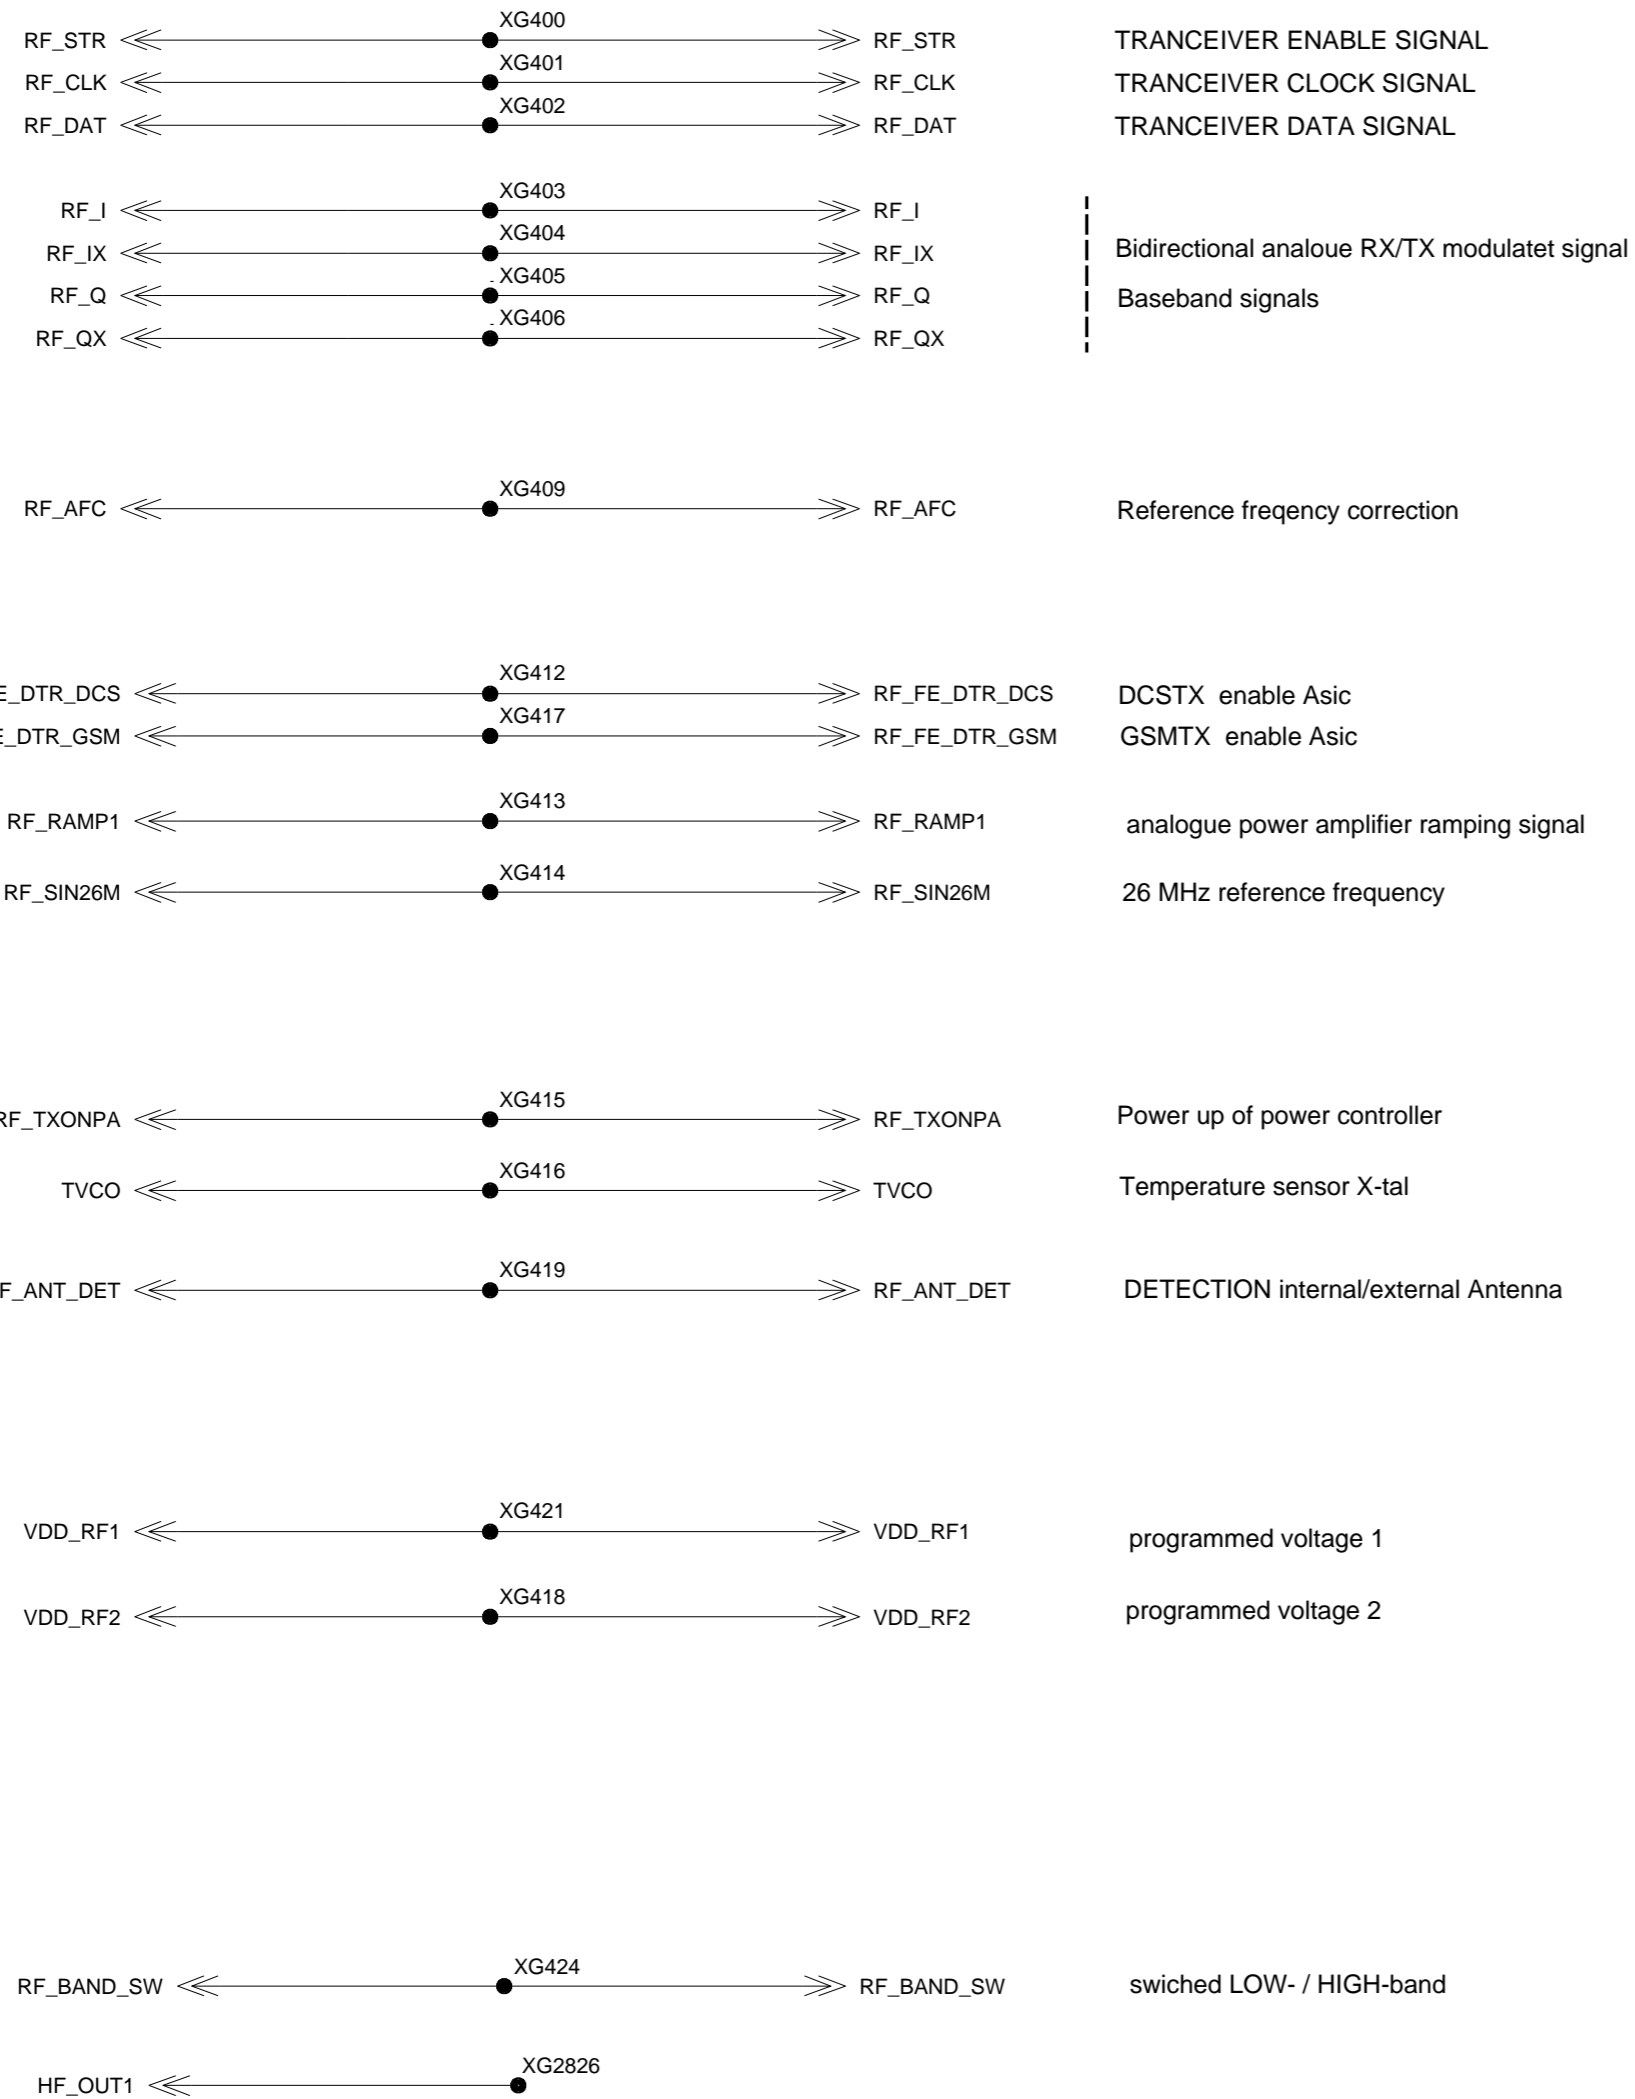 XG400
RF_STR RF_STR TRANCEIVER ENABLE SIGNAL
XG401
RF_CLK RF_CLK TRANCEIVER CLOCK SIGNAL
XG402
RF_DAT RF_DAT TRANCEIVER DATA SIGNAL
XG403
RF_I RF_I
XG404
RF_IX RF_IX Bidirectional analoue RX/TX modulatet signal
XG405
RF_Q RF_Q Baseband signals
XG406
RF_QX RF_QX
XG409
RF_AFC RF_AFC Reference freqency correction
XG412
E_DTR_DCS RF_FE_DTR_DCS DCSTX enable Asic
XG417
E_DTR_GSM RF_FE_DTR_GSM GSMTX enable Asic
XG413
RF_RAMP1 RF_RAMP1 analogue power amplifier ramping signal
XG414
RF_SIN26M RF_SIN26M 26 MHz reference frequency
XG415
RF_TXONPA RF_TXONPA Power up of power controller
XG416
TVCO TVCO Temperature sensor X-tal
XG419
F_ANT_DET RF_ANT_DET DETECTION internal/external Antenna
XG421
VDD_RF1 VDD_RF1 programmed voltage 1
XG418
VDD_RF2 VDD_RF2 programmed voltage 2
XG424
RF_BAND_SW RF_BAND_SW swiched LOW- / HIGH-band
XG2826
HF_OUT1